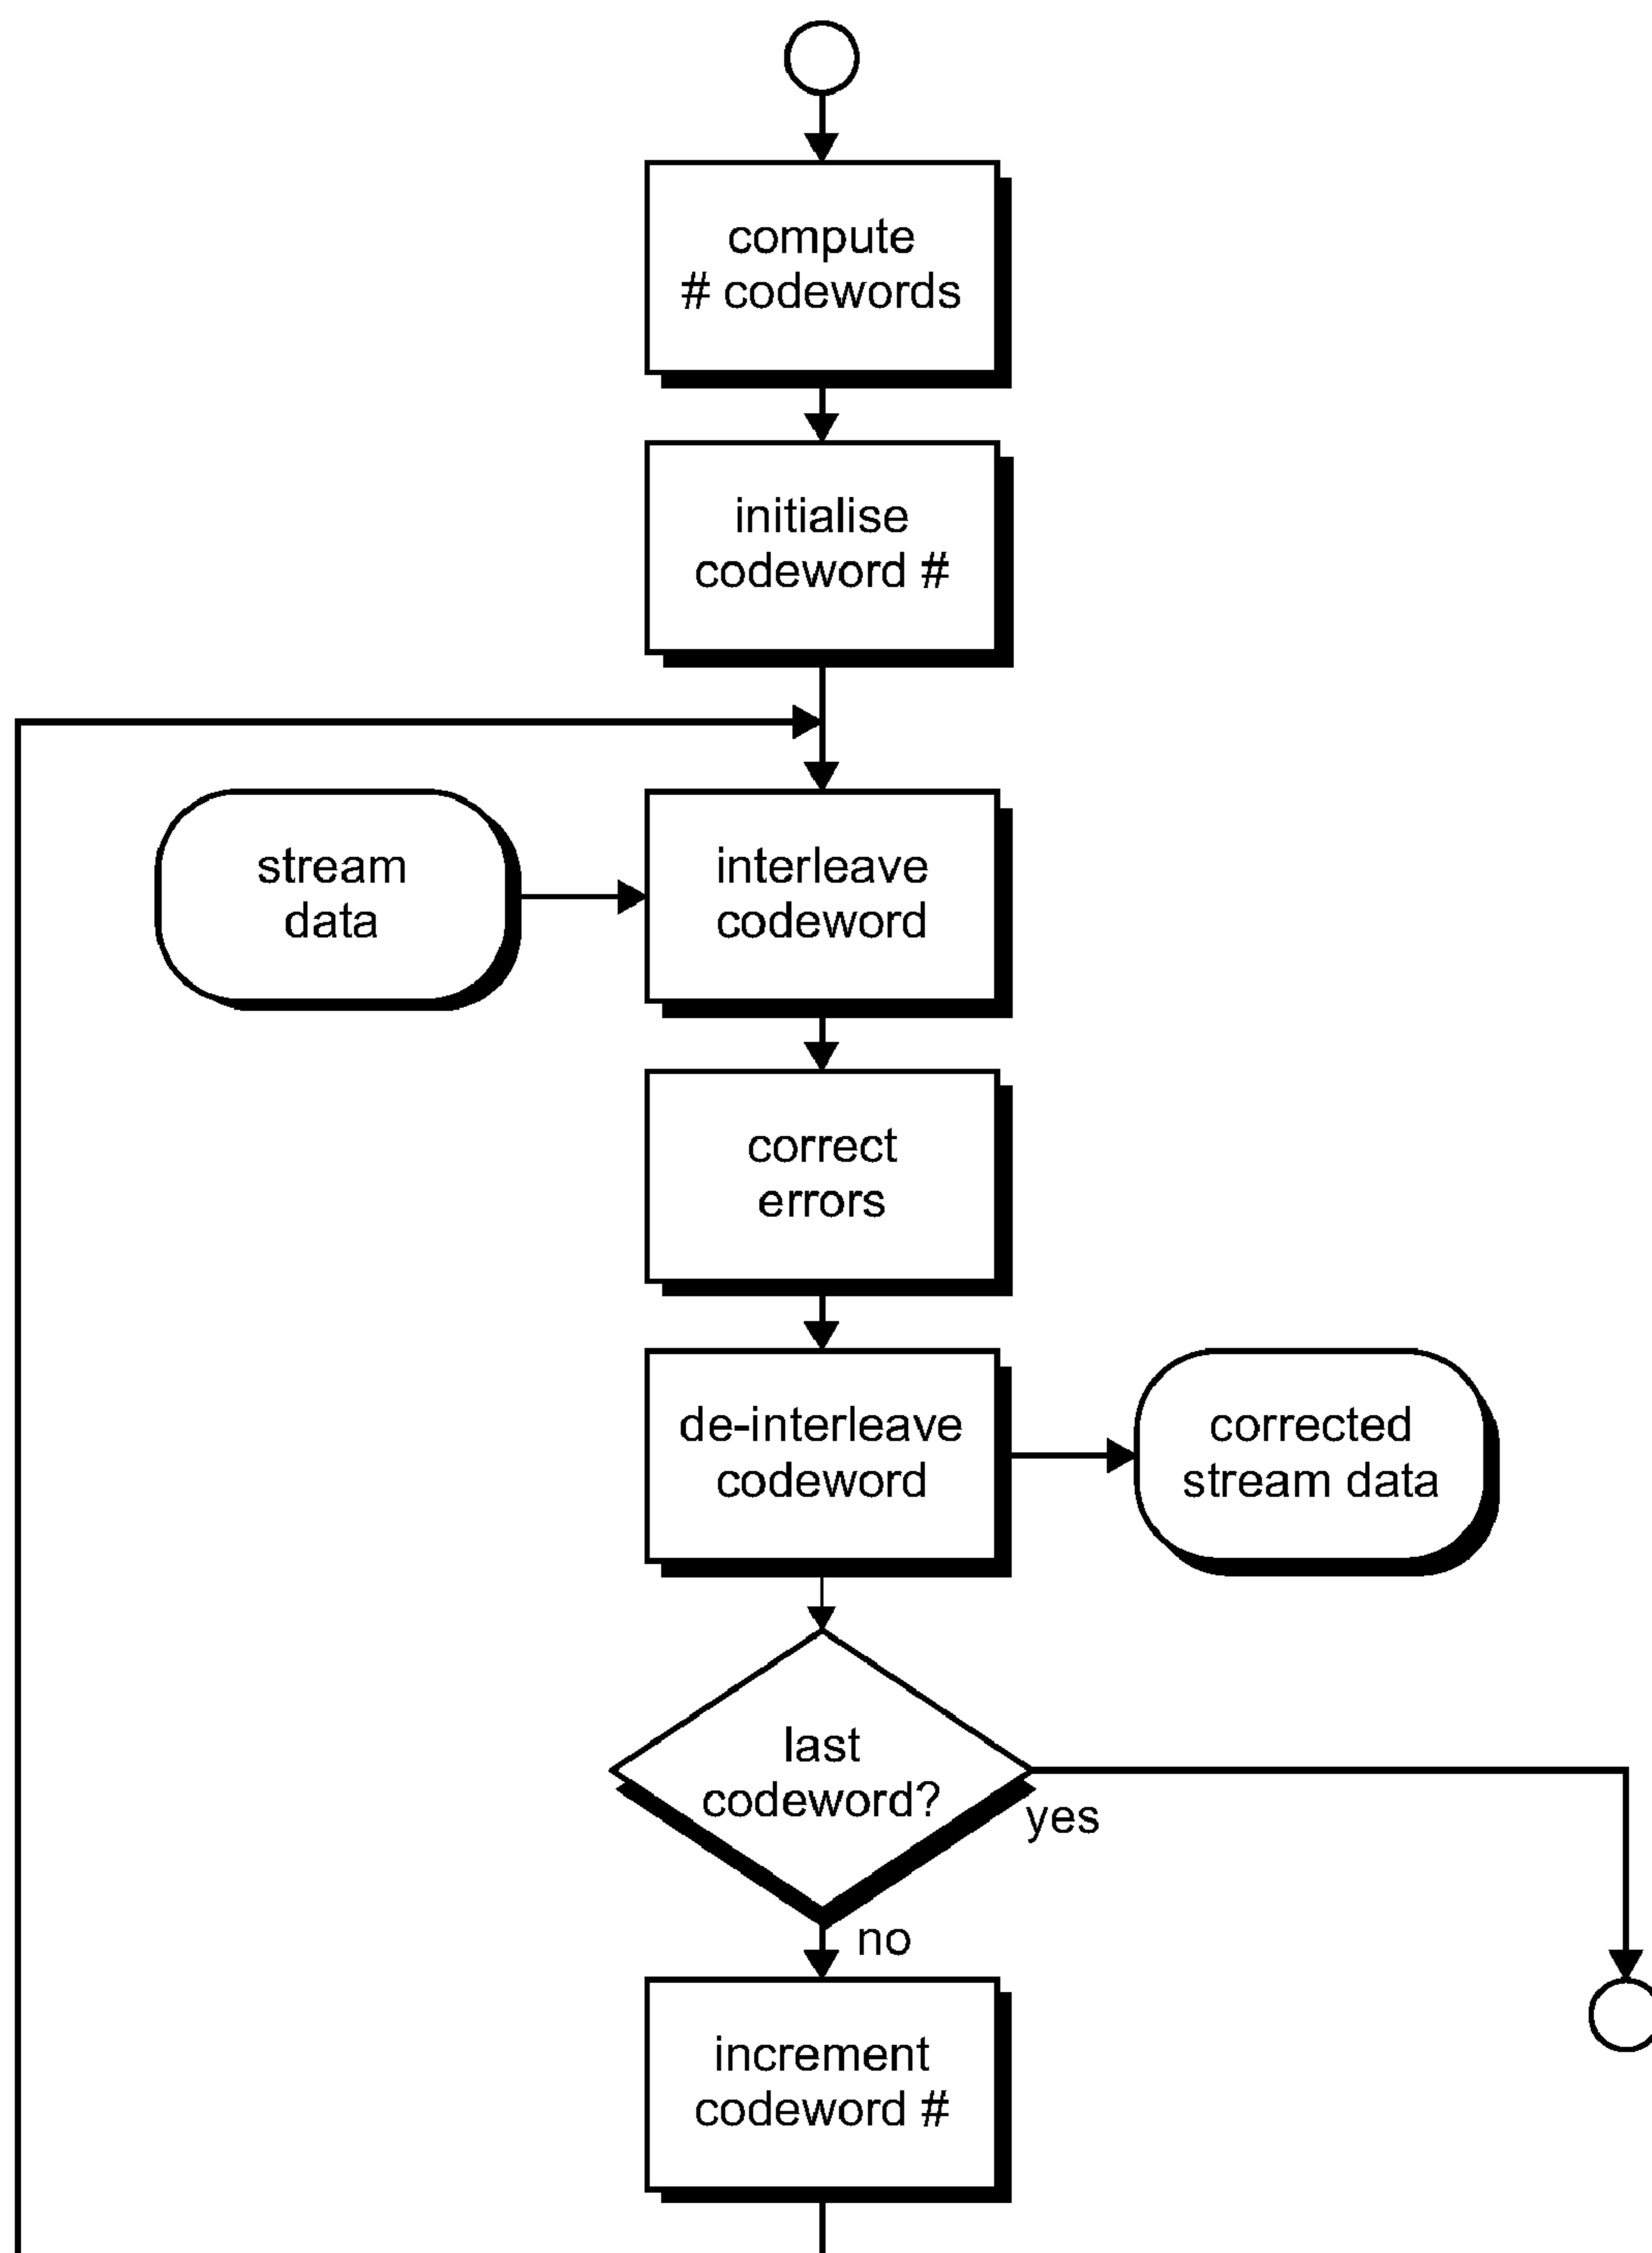 compute
# codewords
initialise
codeword #
stream
data
interleave
codeword
correct
errors
de-interleave
codeword
corrected
stream data
last
codeword?
yes
no
increment
codeword #